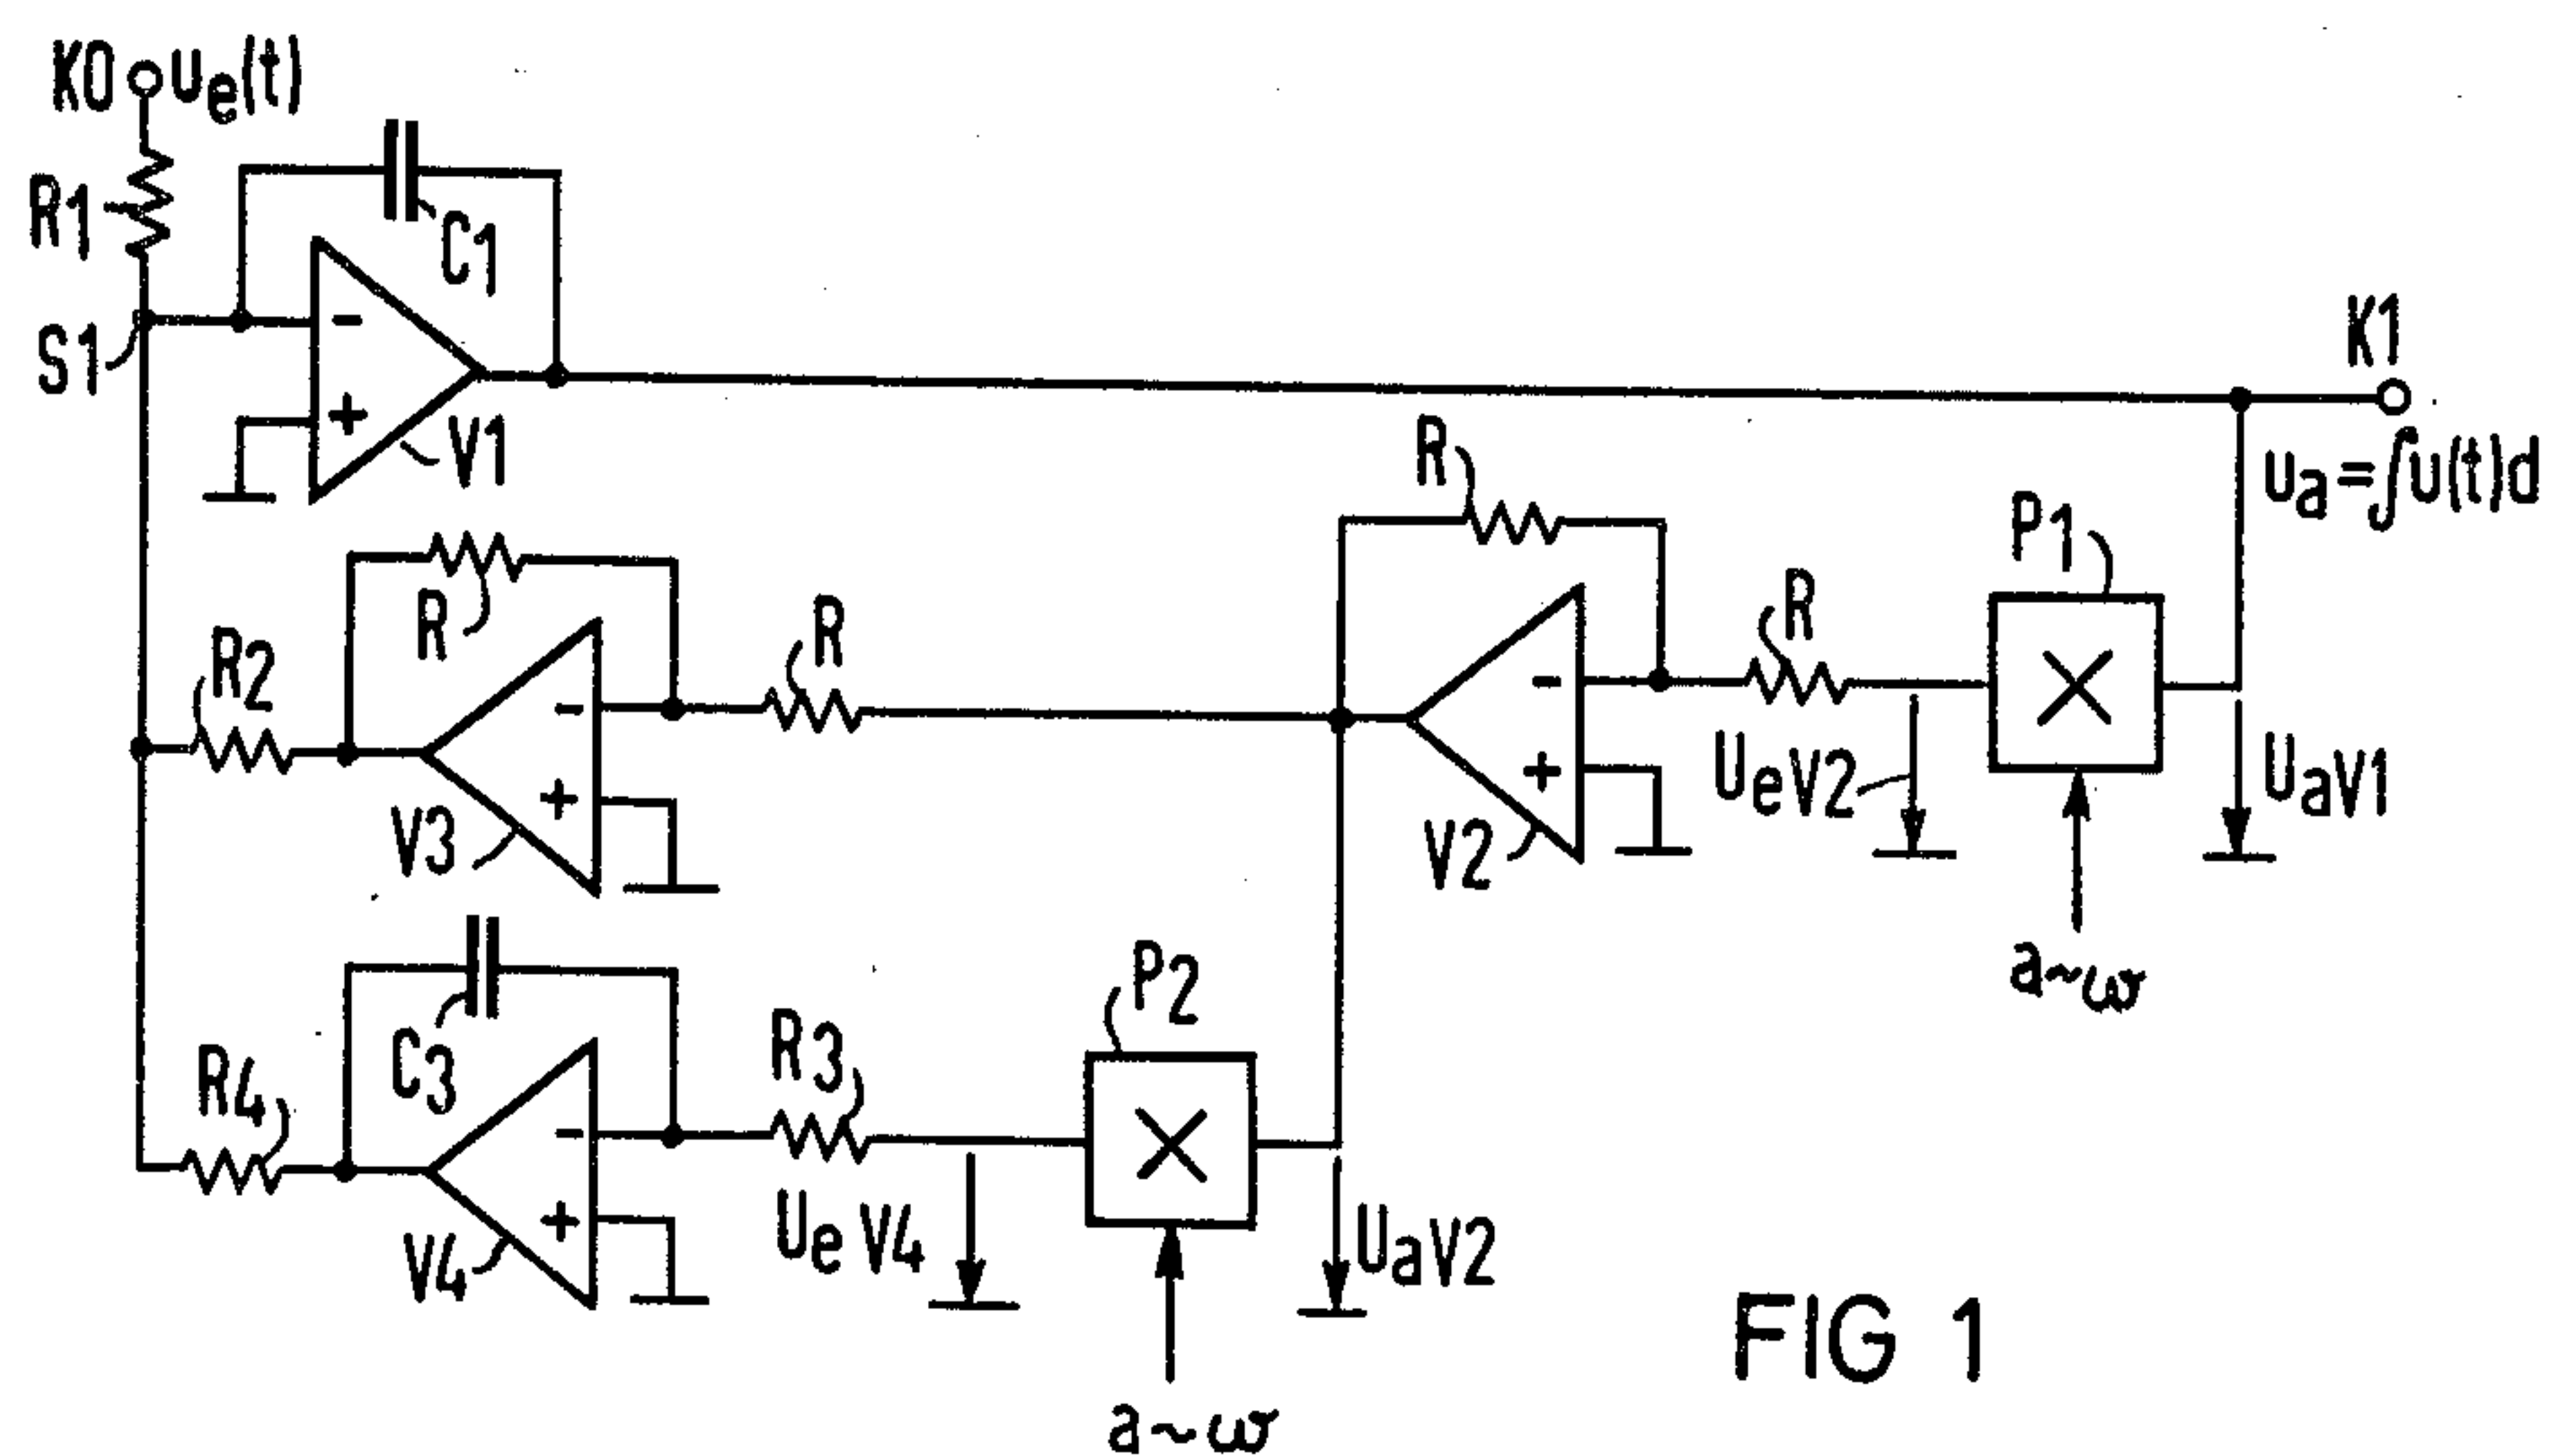 K0 ue(t)
R1
C1
S1
V1
K1
ua=∫u(t)d
R
P1
R
R
R
R2
UeV2
UaV1
V3
V2
a~ω
P2
C3
R3
R4
Ue V4
UaV2
V4
FIG 1
a~ω